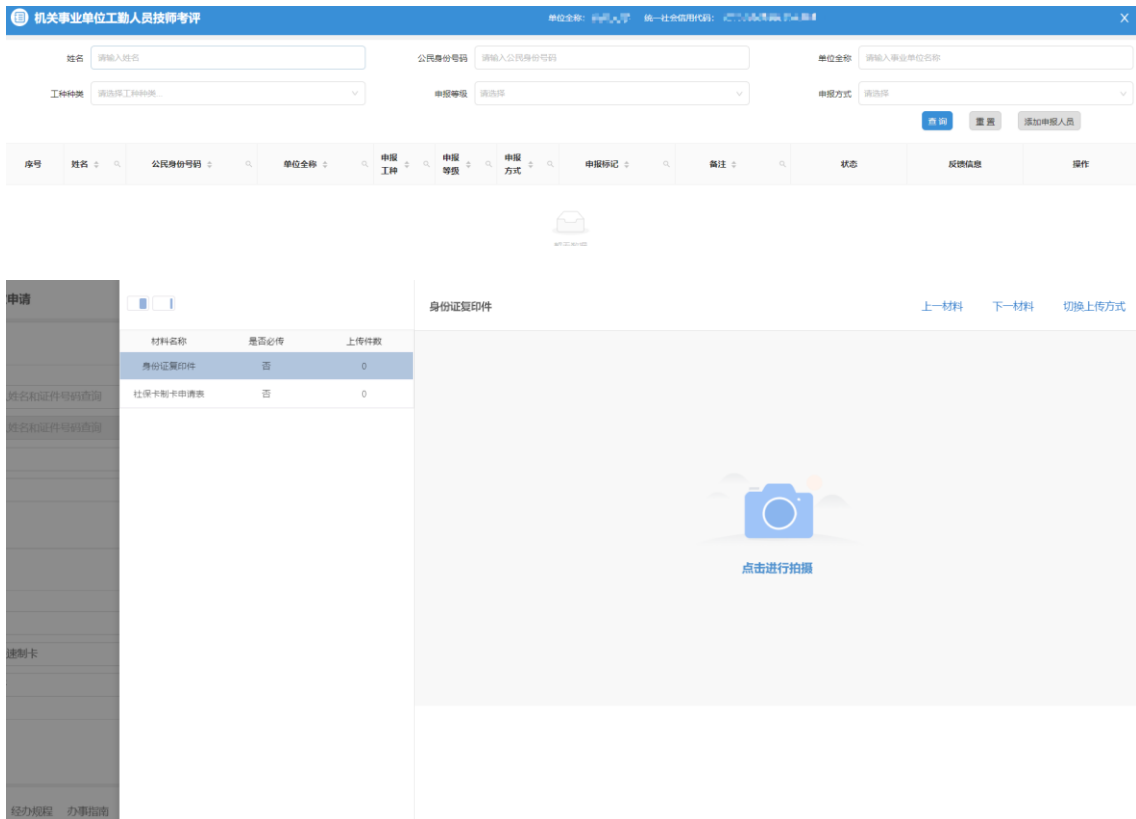 机关事业单位工勤人员技师考评 单位全称: 统一社会信用代码: X
姓名 请输入姓名 公民身份号码 请输入公民身份号码 单位全称 请输入事业单位名称
工种种类 请选择工种种类... 申报等级 请选择 申报方式 请选择
查 询 重 置 添加申报人员
序号 姓名 公民身份号码 单位全称 申报工种 申报等级 申报方式 申报标记 备注 状态 反馈信息 操作
申请 身份证复印件 上一材料 下一材料 切换上传方式
材料名称 是否必传 上传件数
身份证复印件 否 0
社保卡制卡申请表 否 0
姓名和证件号码查询
姓名和证件号码查询
点击进行拍摄
速制卡
经办规程 办事指南